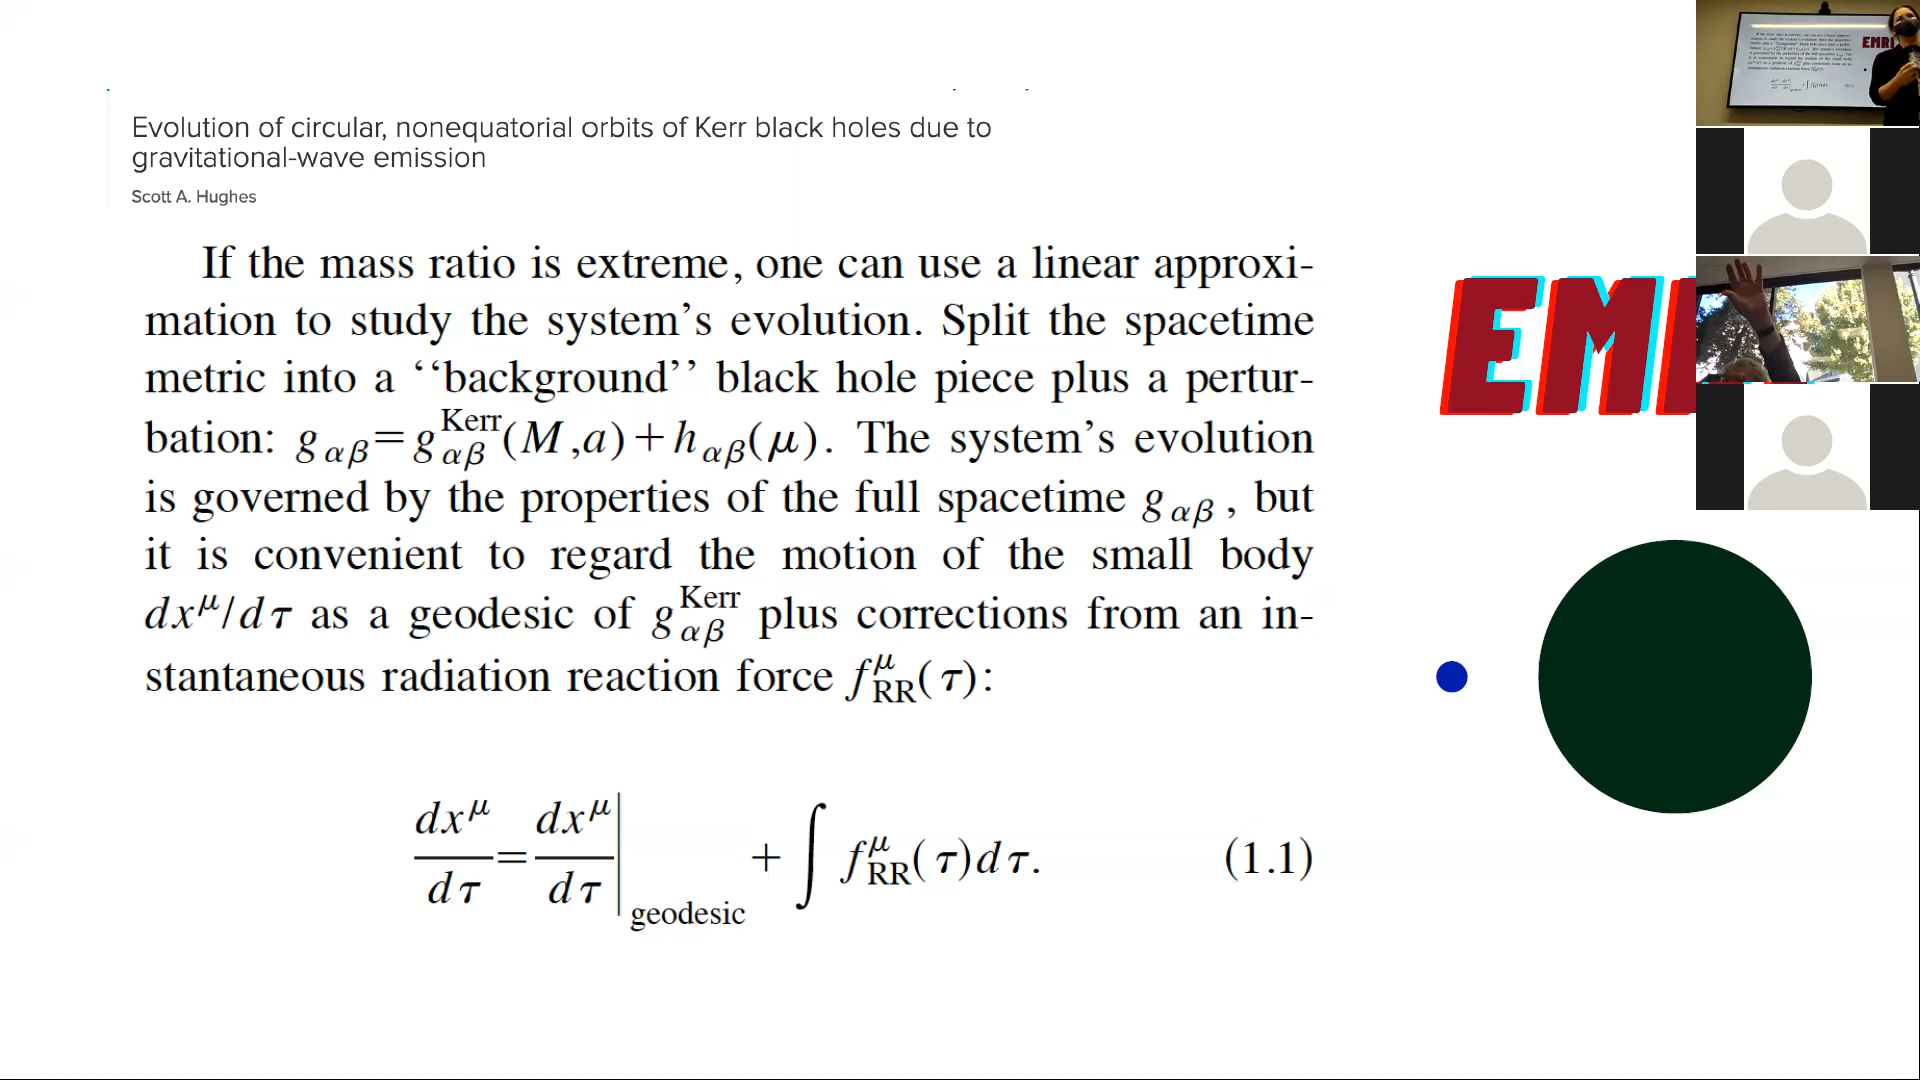 Evolution of circular, nonequatorial orbits of Kerr black holes due to
gravitational-wave emission
Scott A. Hughes
If the mass ratio is extreme, one can use a linear approxi-
mation to study the system's evolution. Split the spacetime
metric into a ‘‘background’’ black hole piece plus a pertur-
bation: g_{αβ}=g^{Kerr}_{αβ}(M,a)+h_{αβ}(μ). The system's evolution
is governed by the properties of the full spacetime g_{αβ}, but
it is convenient to regard the motion of the small body
dx^μ/dτ as a geodesic of g^{Kerr}_{αβ} plus corrections from an in-
stantaneous radiation reaction force f^μ_{RR}(τ):
dx^μ/dτ = dx^μ/dτ|_{geodesic} + ∫ f^μ_{RR}(τ)dτ. (1.1)
EMRI